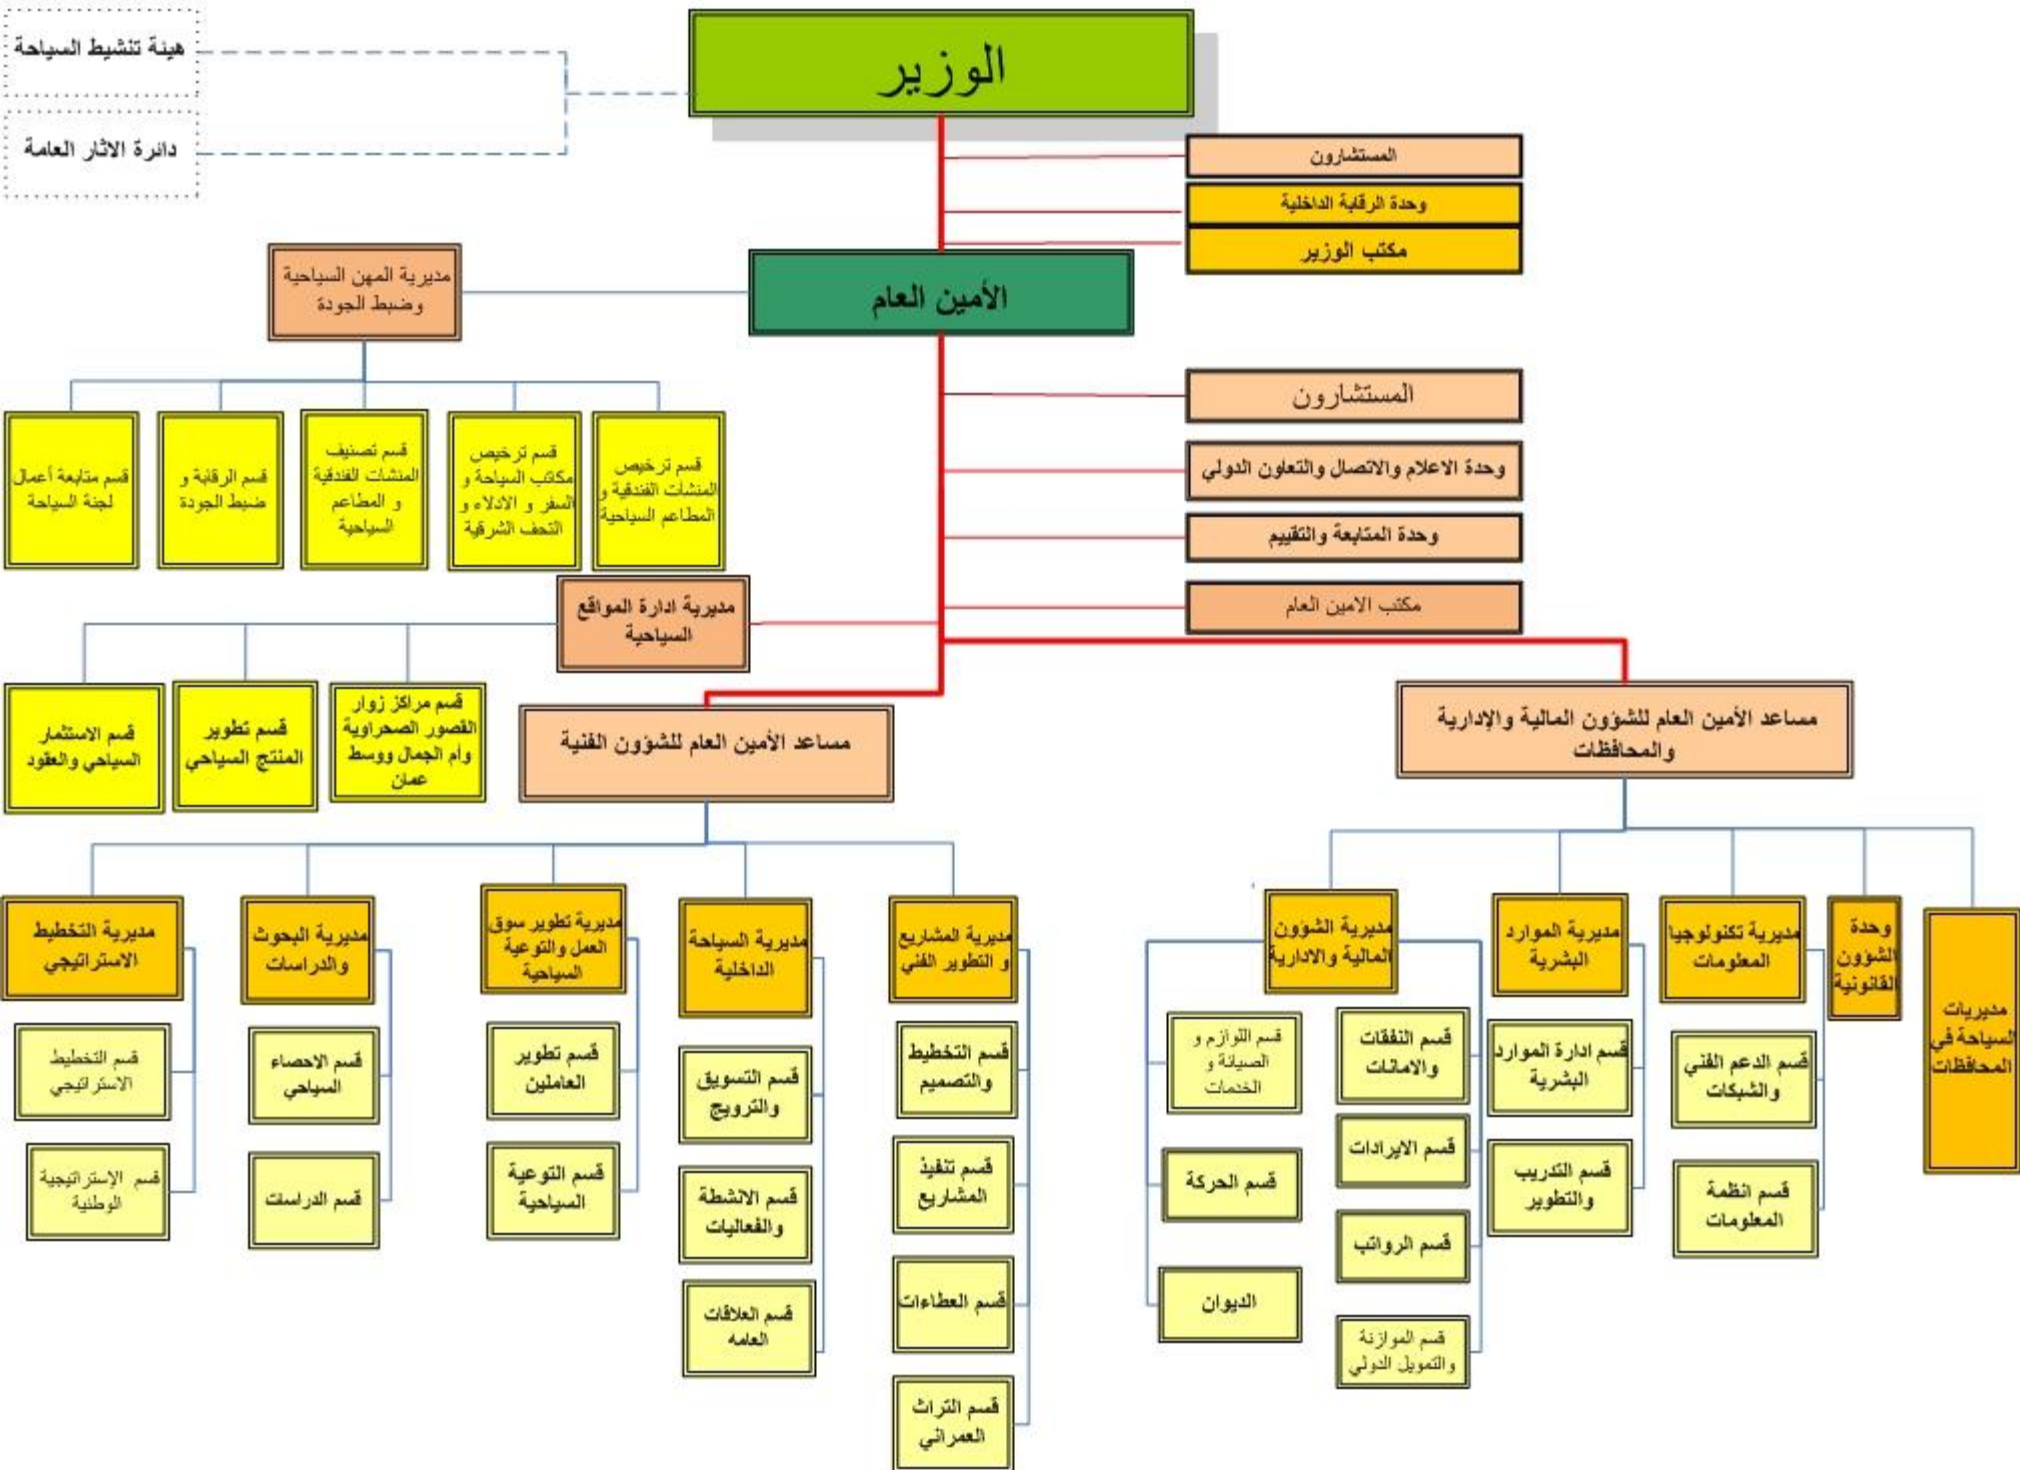 هيئة تنشيط السياحة
دائرة الاثار العامة
الوزير
المستشارون
وحدة الرقابة الداخلية
مكتب الوزير
الأمين العام
مديرية المهن السياحية
وضبط الجودة
المستشارون
وحدة الاعلام والاتصال والتعاون الدولي
وحدة المتابعة والتقييم
مكتب الامين العام
قسم ترخيص
المنشات الفندقية و
المطاعم السياحية
قسم ترخيص
مكاتب السياحة و
السفر و الادلاء و
التحف الشرقية
قسم تصنيف
المنشات الفندقية
و المطاعم
السياحية
قسم الرقابة و
ضبط الجودة
قسم متابعة أعمال
لجنة السياحة
مديرية ادارة المواقع
السياحية
قسم مراكز زوار
القصور الصحراوية
وأم الجمال ووسط
عمان
قسم تطوير
المنتج السياحي
قسم الاستثمار
السياحي والعقود
مساعد الأمين العام للشؤون المالية والإدارية
والمحافظات
مساعد الأمين العام للشؤون الفنية
مديريات
السياحة في
المحافظات
وحدة
الشؤون
القانونية
مديرية تكنولوجيا
المعلومات
قسم الدعم الفني
والشبكات
قسم انظمة
المعلومات
مديرية الموارد
البشرية
قسم ادارة الموارد
البشرية
قسم التدريب
والتطوير
مديرية الشؤون
المالية والادارية
قسم النفقات
والامانات
قسم الايرادات
قسم الرواتب
قسم الموازنة
والتمويل الدولي
قسم اللوازم و
الصيانة و
الخدمات
قسم الحركة
الديوان
مديرية المشاريع
و التطوير الفني
قسم التخطيط
والتصميم
قسم تنفيذ
المشاريع
قسم العطاءات
قسم التراث
العمراني
مديرية السياحة
الداخلية
قسم التسويق
والترويج
قسم الانشطة
والفعاليات
قسم العلاقات
العامه
مديرية تطوير سوق
العمل والتوعية
السياحية
قسم تطوير
العاملين
قسم التوعية
السياحية
مديرية البحوث
والدراسات
قسم الاحصاء
السياحي
قسم الدراسات
مديرية التخطيط
الاستراتيجي
قسم التخطيط
الاستراتيجي
قسم الإستراتيجية
الوطنية